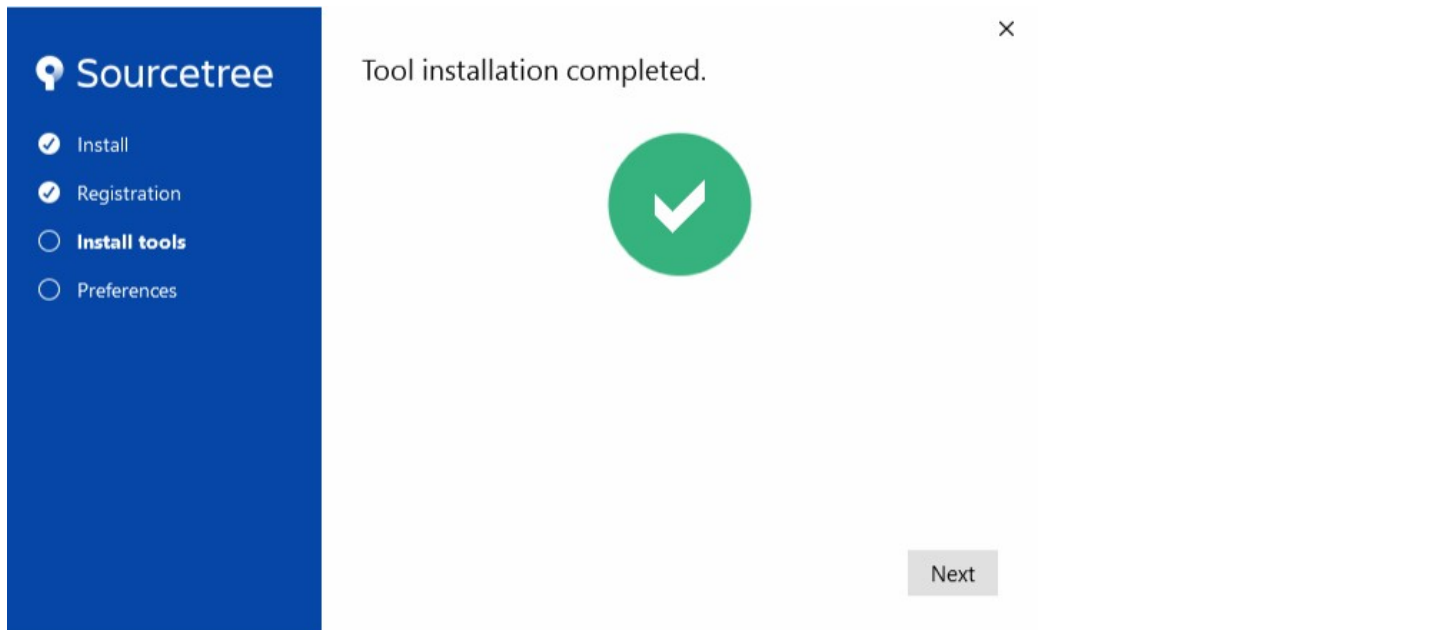 Sourcetree
Install
Registration
Install tools
Preferences
Tool installation completed.
Next